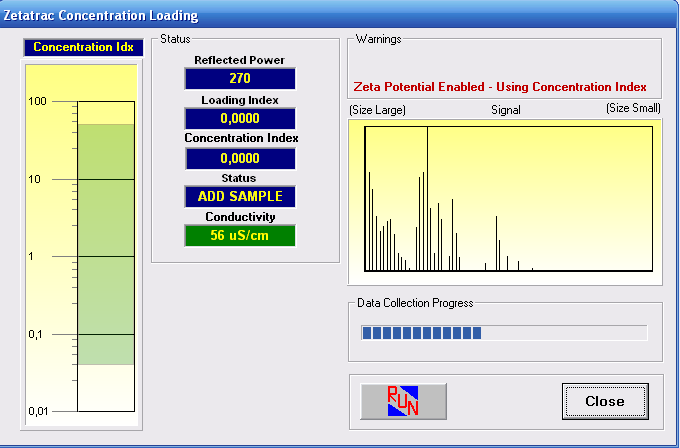 Zetatrac Concentration Loading
Concentration Idx
100
10
1
0,1
0,01
Status
Reflected Power
270
Loading Index
0,0000
Concentration Index
0,0000
Status
ADD SAMPLE
Conductivity
56 uS/cm
Warnings
Zeta Potential Enabled - Using Concentration Index
(Size Large) Signal (Size Small)
Data Collection Progress
RUN
Close